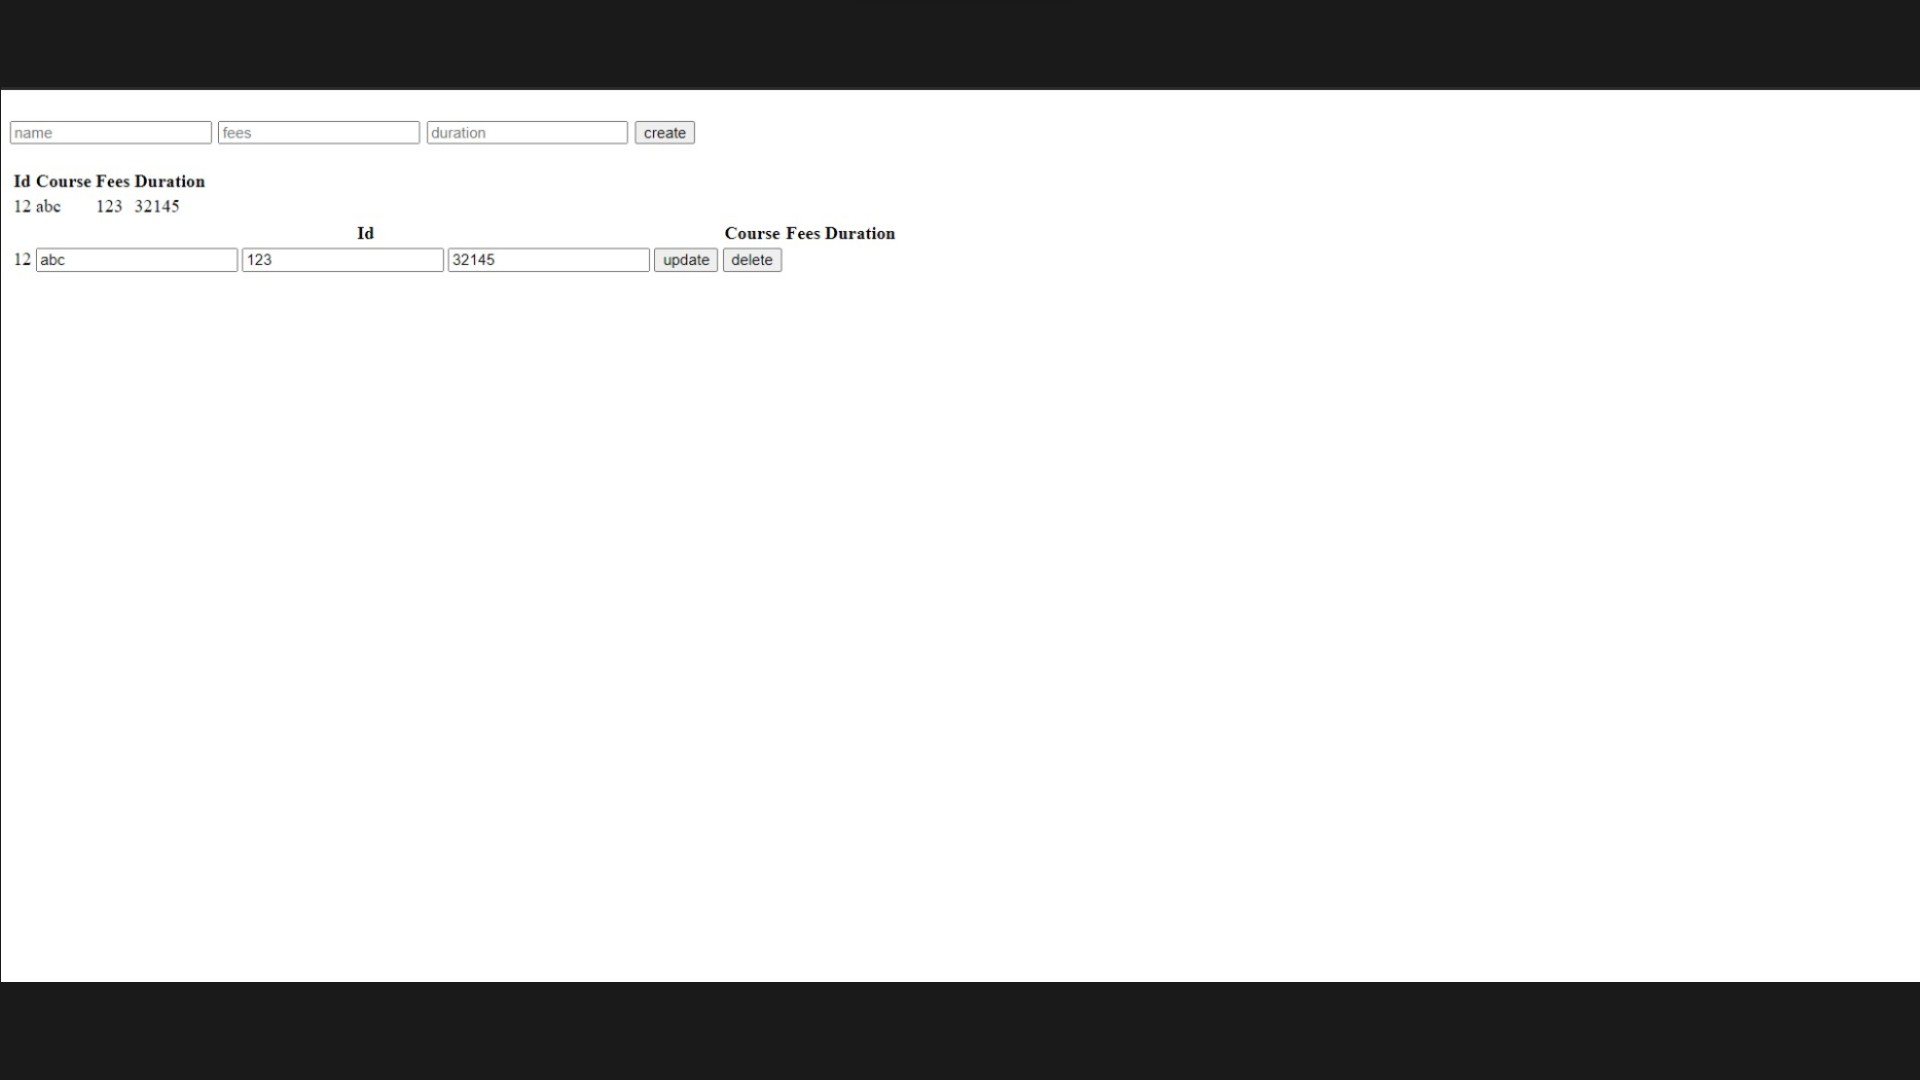 name fees duration create
Id Course Fees Duration
12 abc 123 32145
Id Course Fees Duration
12 abc 123 32145 update delete